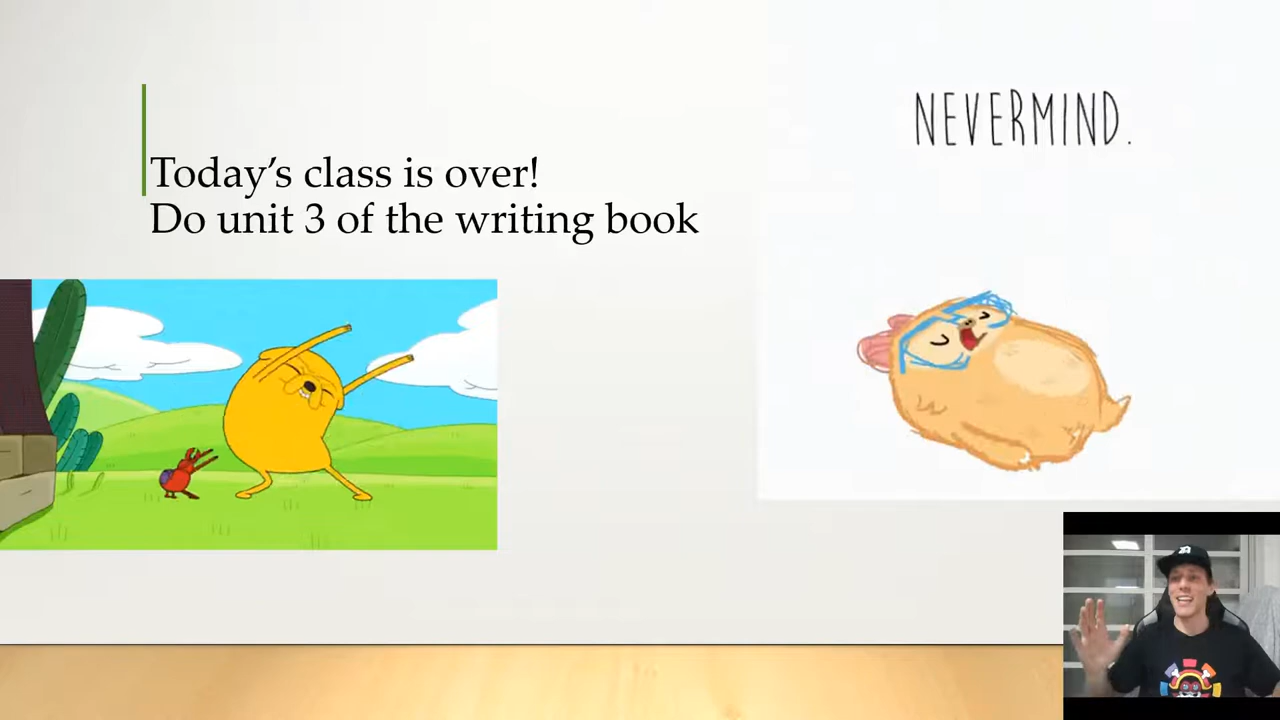 Today's class is over!
Do unit 3 of the writing book
NEVERMIND.